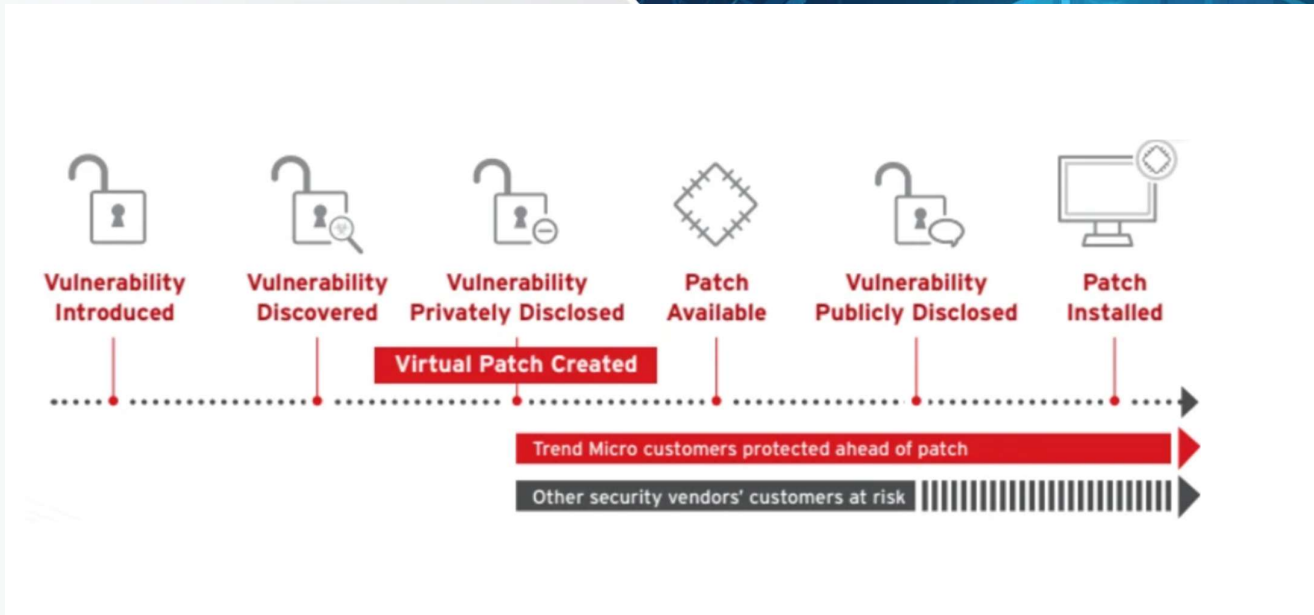 Vulnerability
Introduced
Vulnerability
Discovered
Vulnerability
Privately Disclosed
Patch
Available
Vulnerability
Publicly Disclosed
Patch
Installed
Virtual Patch Created
Trend Micro customers protected ahead of patch
Other security vendors' customers at risk